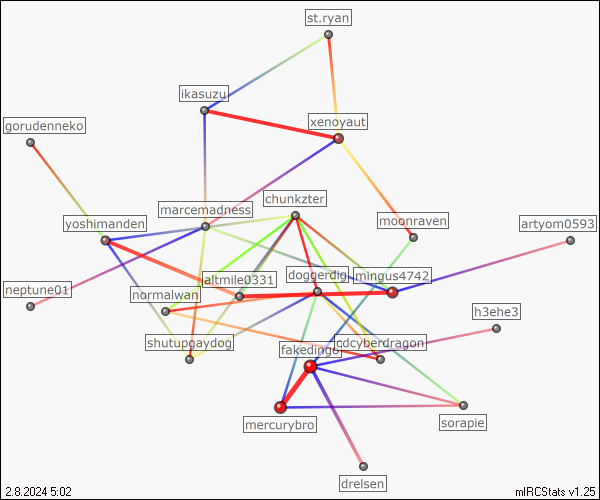 st.ryan
ikasuzu
xenoyaut
gorudenneko
chunkzter
marcemadness
yoshimanden
moonraven
artyom0593
altmile0331
doggerdig
mingus4742
neptune01
normalwan
h3ehe3
shutupgaydog
fakedingo
jcdcyberdragon
mercurybro
sorapie
drelsen
2.8.2024 5:02
mIRCStats v1.25